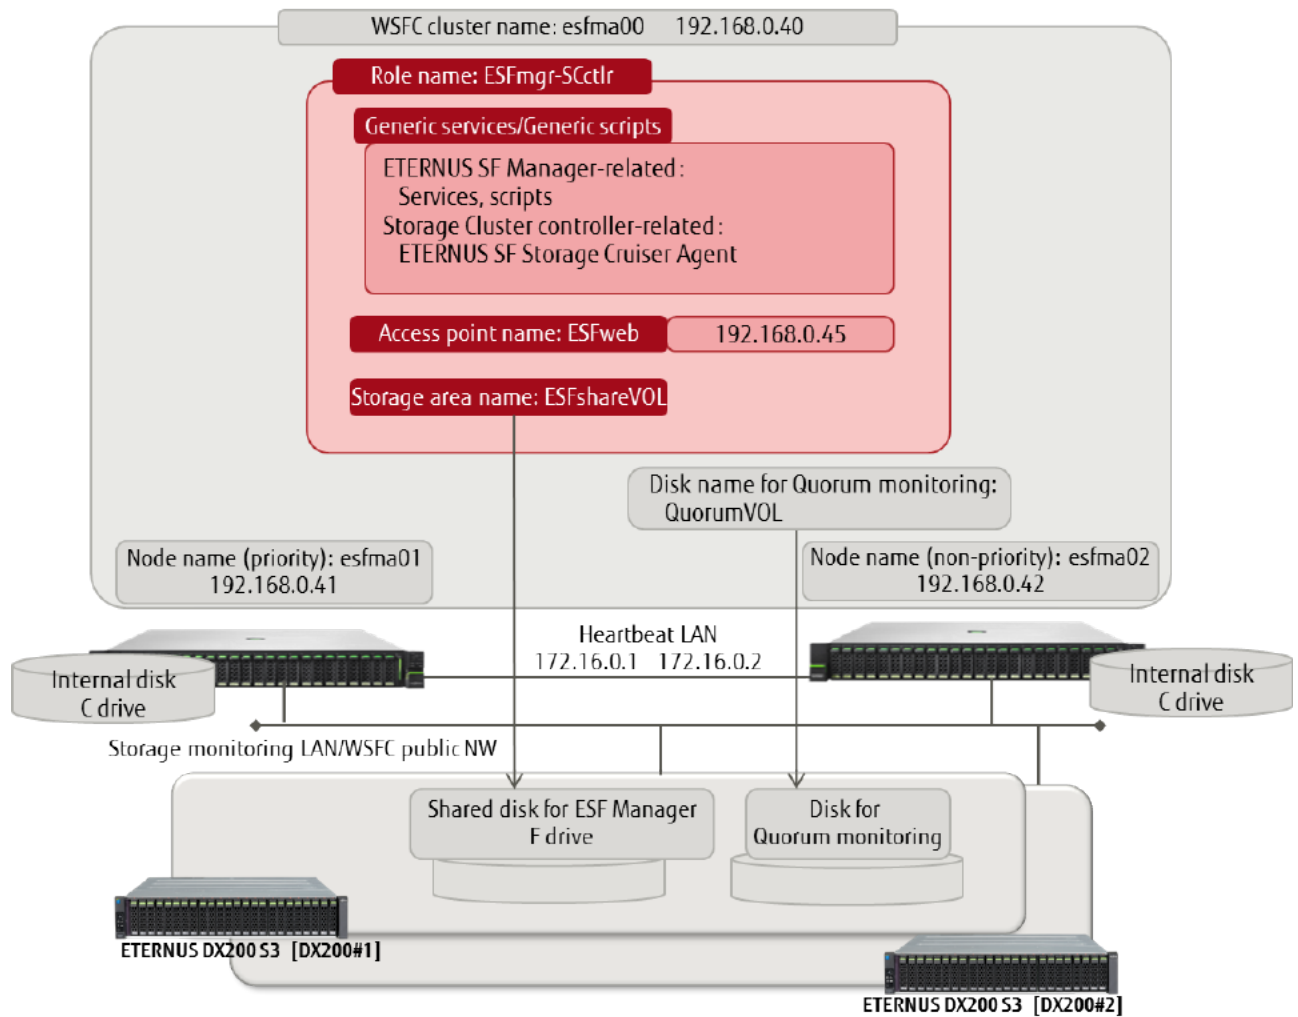 WSFC cluster name: esfma00 192.168.0.40
Role name: ESFmgr-SCctlr
Generic services/Generic scripts
ETERNUS SF Manager-related:
Services, scripts
Storage Cluster controller-related:
ETERNUS SF Storage Cruiser Agent
Access point name: ESFweb 192.168.0.45
Storage area name: ESFshareVOL
Disk name for Quorum monitoring:
QuorumVOL
Node name (priority): esfma01
192.168.0.41
Node name (non-priority): esfma02
192.168.0.42
Heartbeat LAN
172.16.0.1 172.16.0.2
Internal disk
C drive
Internal disk
C drive
Storage monitoring LAN/WSFC public NW
Shared disk for ESF Manager
F drive
Disk for
Quorum monitoring
ETERNUS DX200 S3 [DX200#1]
ETERNUS DX200 S3 [DX200#2]